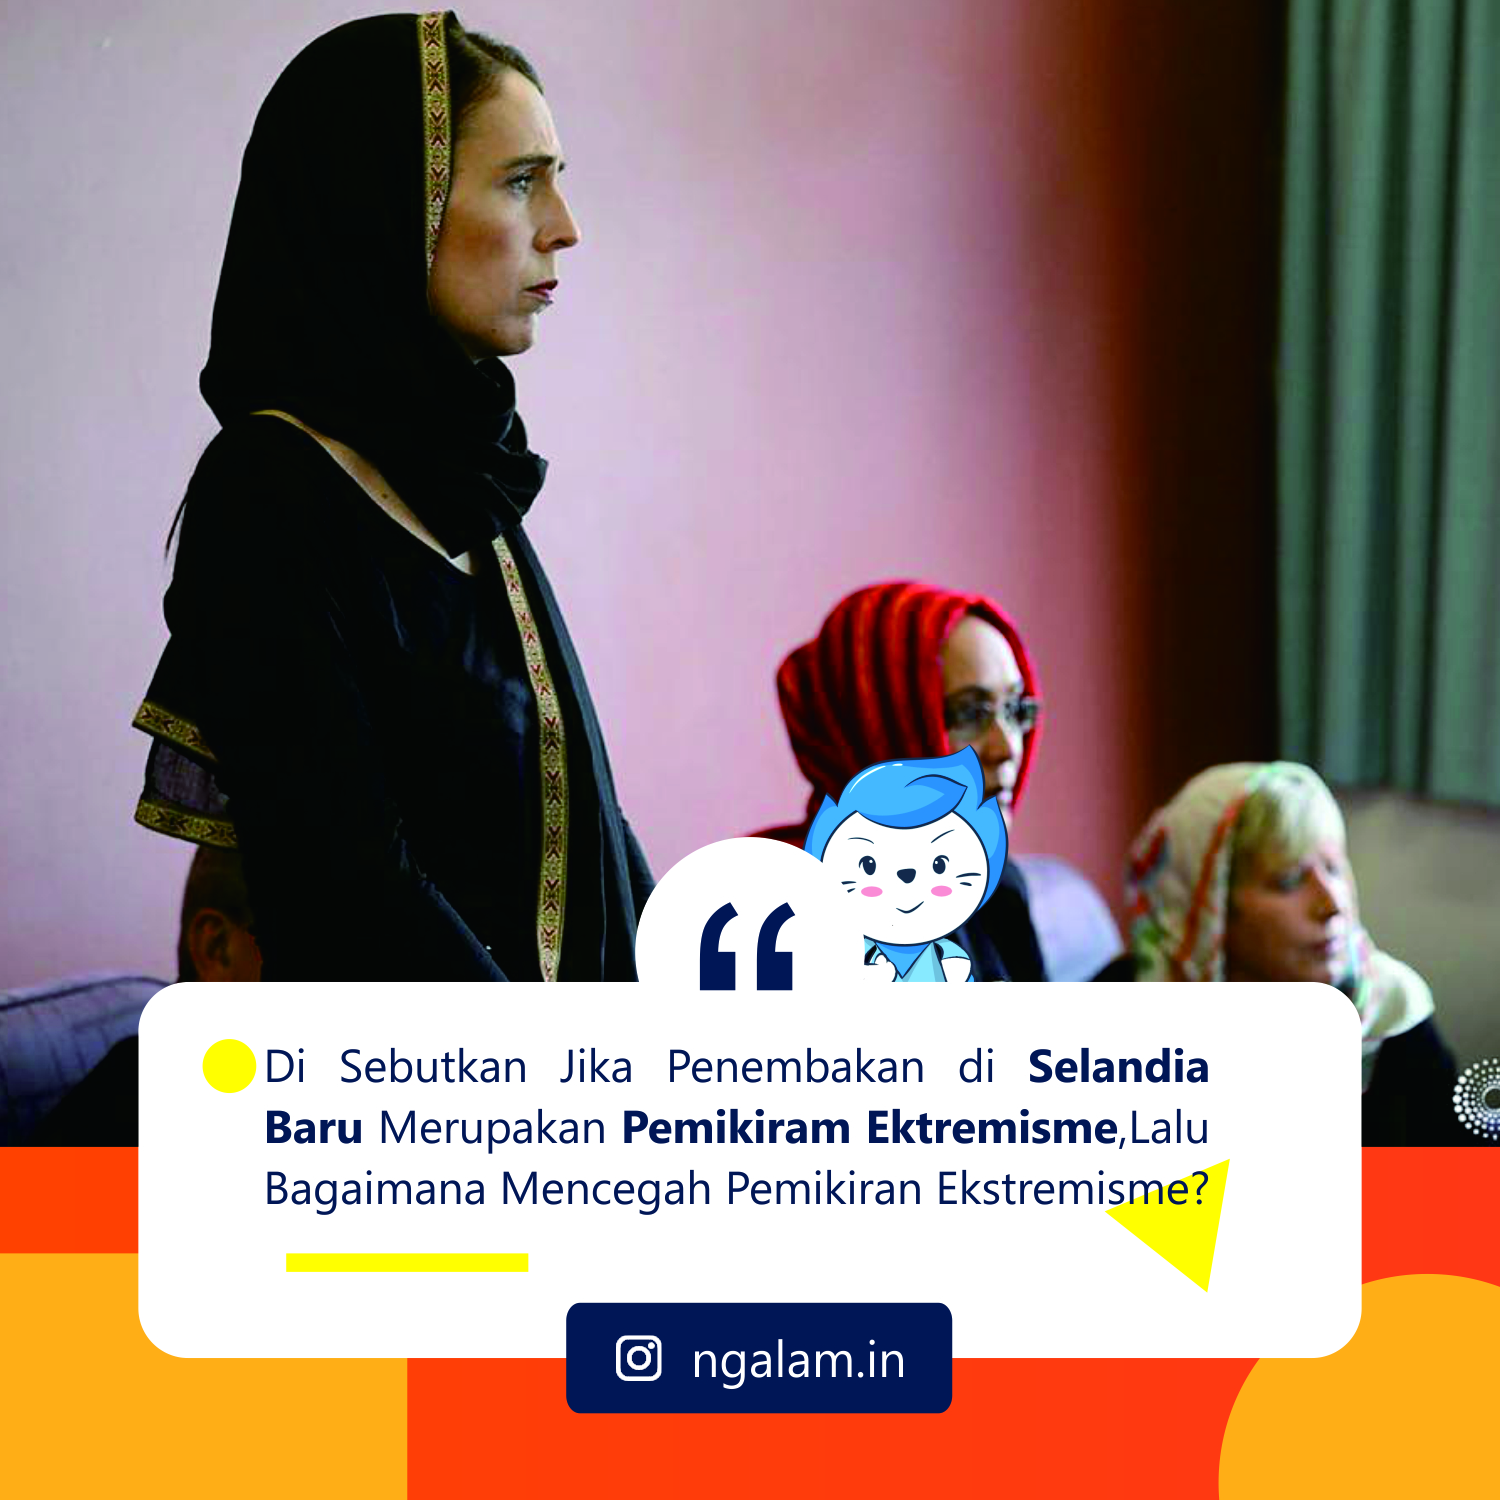 “
Di Sebutkan Jika Penembakan di Selandia
Baru Merupakan Pemikiram Ektremisme,Lalu
Bagaimana Mencegah Pemikiran Ekstremisme?
ngalam.in